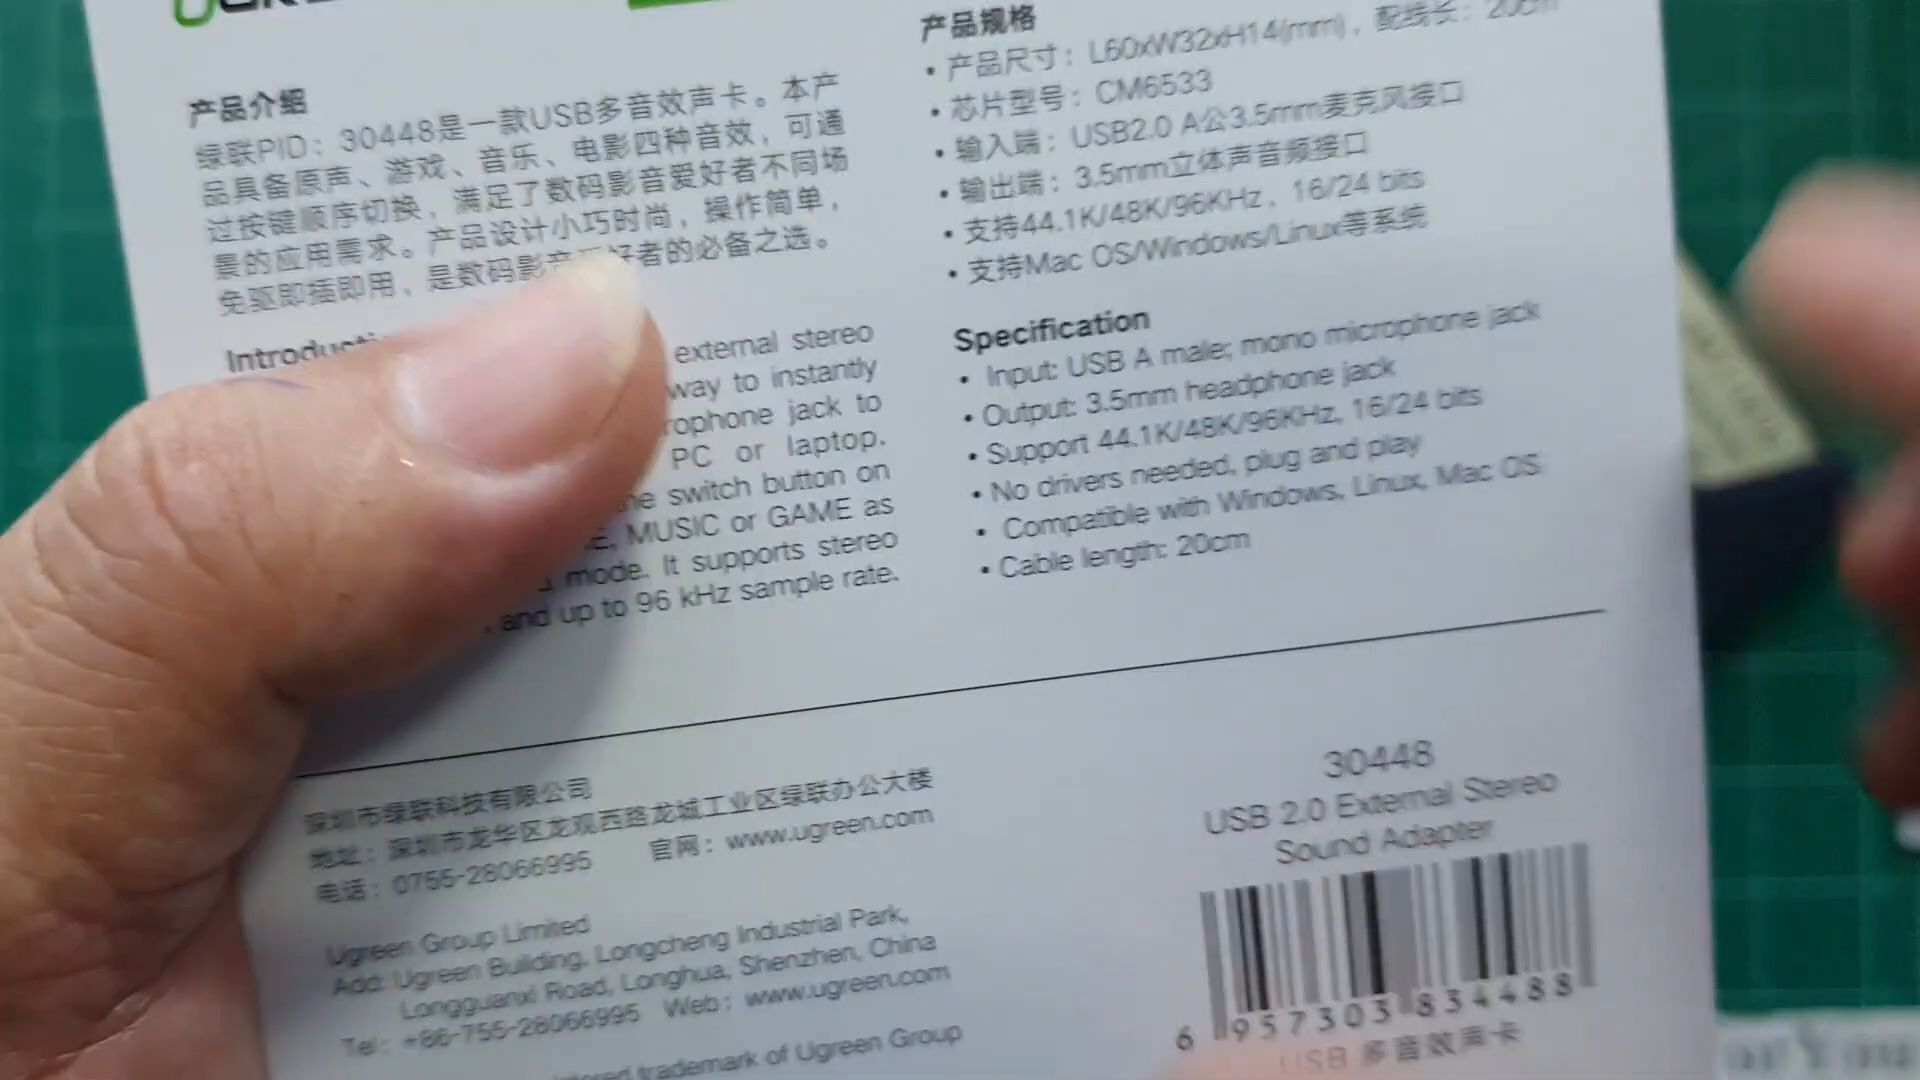 产品介绍
绿联PID：30448是一款USB多音效声卡。本产
品具备原声、游戏、音乐、电影四种音效，可通
过按键顺序切换，满足了数码影音爱好者不同场
景的应用需求。产品设计小巧时尚，操作简单，
免驱即插即用，是数码影 好者的必备之选。
external stereo
way to instantly
jack to
PC or laptop.
switch button on
MUSIC or GAME as
mode. It supports stereo
and up to 96 kHz sample rate.
产品规格
• 产品尺寸：L60xW32xH14(mm)，配线长：20cm
• 芯片型号：CM6533
• 输入端：USB2.0 A公3.5mm麦克风接口
• 输出端：3.5mm立体声音频接口
• 支持44.1K/48K/96KHz，16/24 bits
• 支持Mac OS/Windows/Linux等系统
Specification
• Input: USB A male; mono microphone jack
• Output: 3.5mm headphone jack
• Support 44.1K/48K/96KHz, 16/24 bits
• No drivers needed, plug and play
• Compatible with Windows, Linux, Mac OS
• Cable length: 20cm
深圳市绿联科技有限公司
地址：深圳市龙华区龙观西路龙城工业区绿联办公大楼
电话：0755-28066995 官网：www.ugreen.com
Ugreen Group Limited
Add: Ugreen Building, Longcheng Industrial Park,
Longguanxi Road, Longhua, Shenzhen, China
Tel: +86-755-28066995 Web: www.ugreen.com
trademark of Ugreen Group
30448
USB 2.0 External Stereo
Sound Adapter
6 957303 834488
USB 多音效声卡